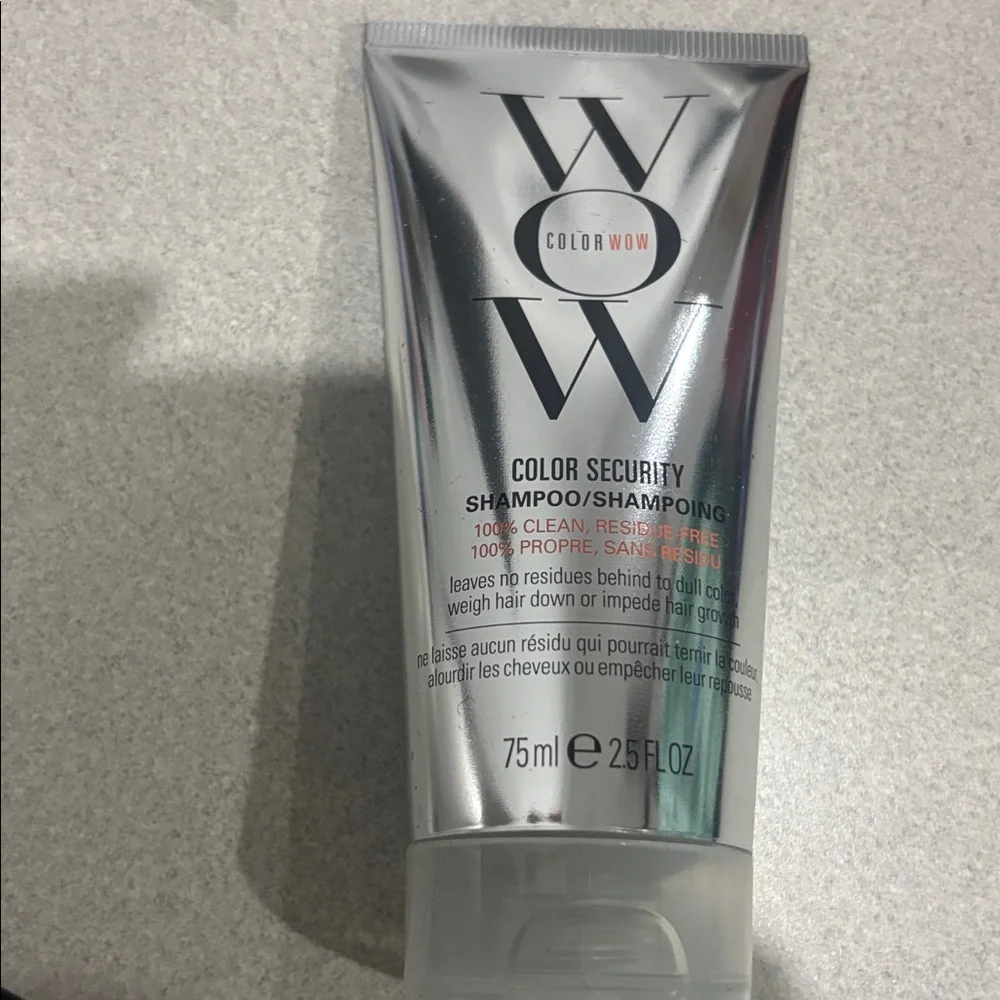 W
O
COLOR WOW
W
COLOR SECURITY
SHAMPOO/SHAMPOING
100% CLEAN, RESIDUE-FREE
100% PROPRE, SANS RESIDU
leaves no residues behind to dull color,
weigh hair down or impede hair growth
ne laisse aucun résidu qui pourrait ternir la couleur,
alourdir les cheveux ou empêcher leur repousse
75ml e 2.5 FL OZ